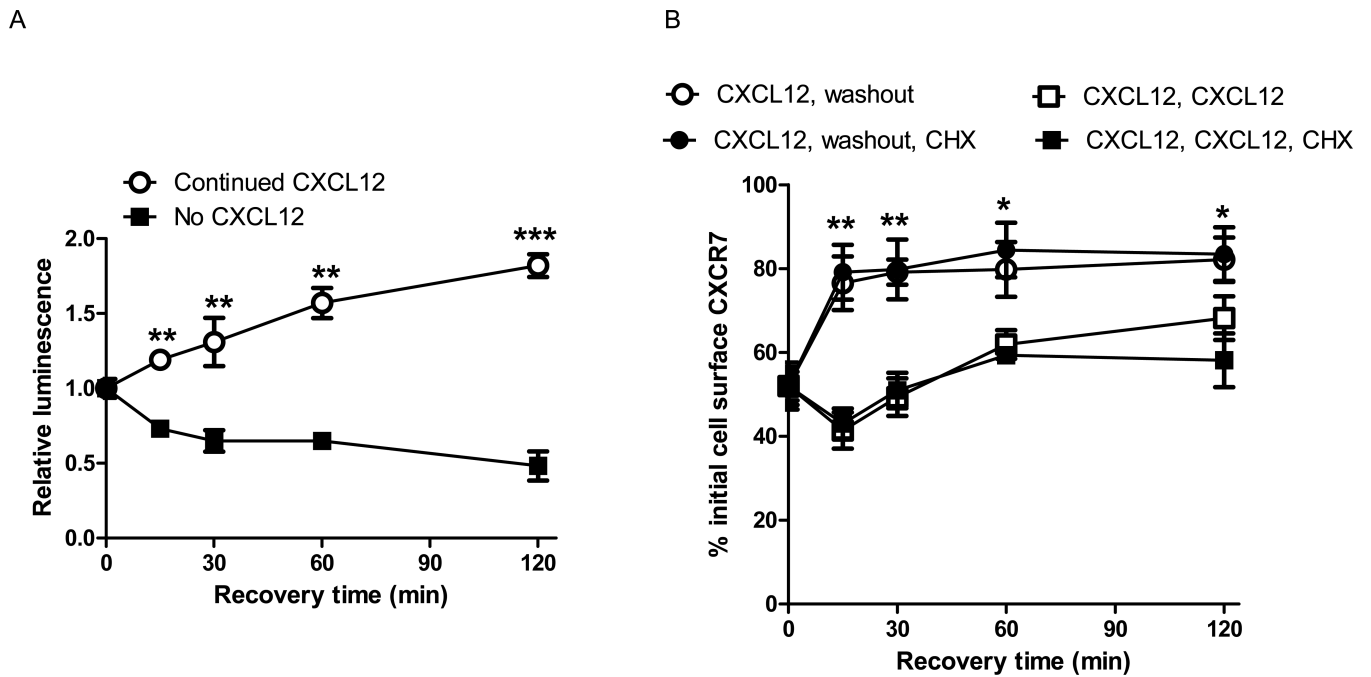 A
B
CXCL12, washout
CXCL12, CXCL12
CXCL12, washout, CHX
CXCL12, CXCL12, CHX
Continued CXCL12
No CXCL12
Relative luminescence
2.0
1.5
1.0
0.5
0.0
** ** ** ***
0 30 60 90 120
Recovery time (min)
% initial cell surface CXCR7
100
80
60
40
20
0
** ** * *
0 30 60 90 120
Recovery time (min)